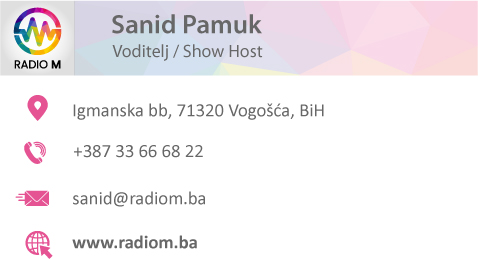 Sanid Pamuk
Voditelj / Show Host
RADIO M
Igmanska bb, 71320 Vogošća, BiH
+387 33 66 68 22
sanid@radiom.ba
www.radiom.ba